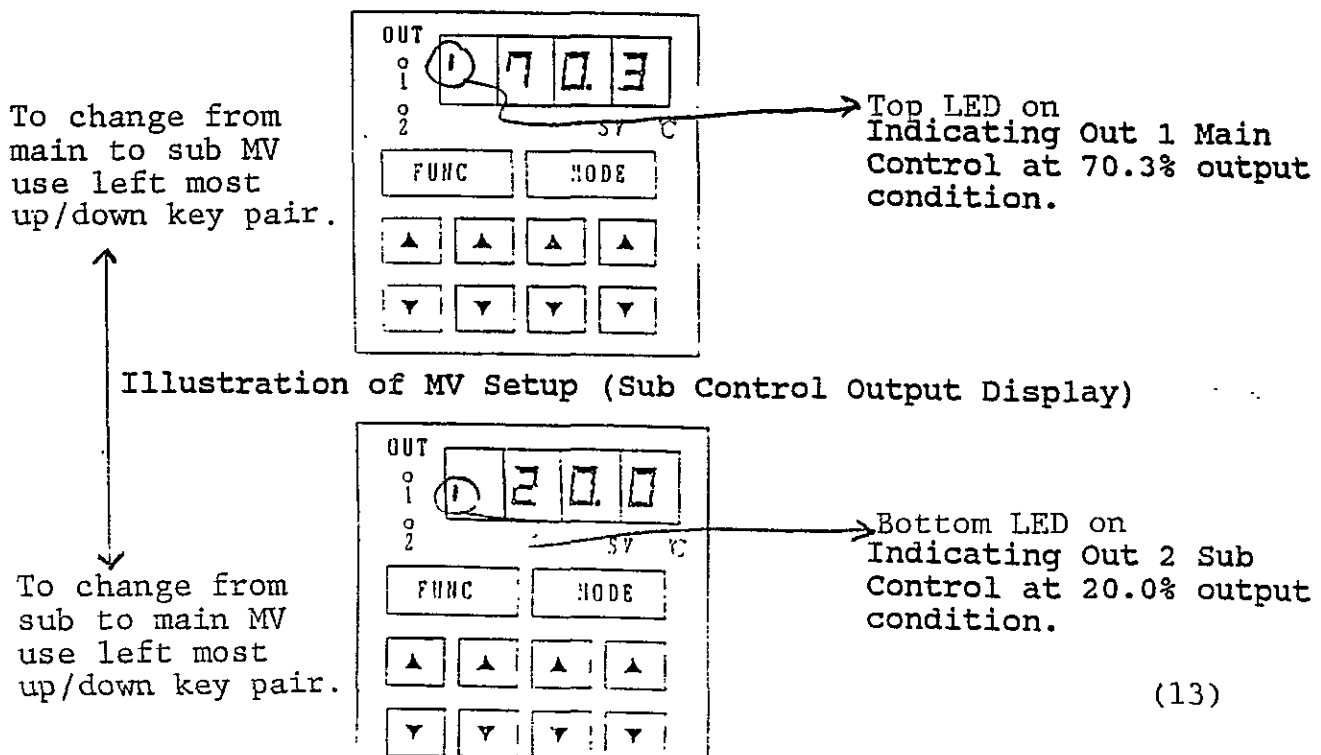 OUT
1
2
1 70.3
SV ℃
FUNC MODE
To change from
main to sub MV
use left most
up/down key pair.
Top LED on
Indicating Out 1 Main
Control at 70.3% output
condition.
Illustration of MV Setup (Sub Control Output Display)
OUT
1
2
1 20.0
SV ℃
FUNC MODE
Bottom LED on
Indicating Out 2 Sub
Control at 20.0% output
condition.
To change from
sub to main MV
use left most
up/down key pair.
(13)